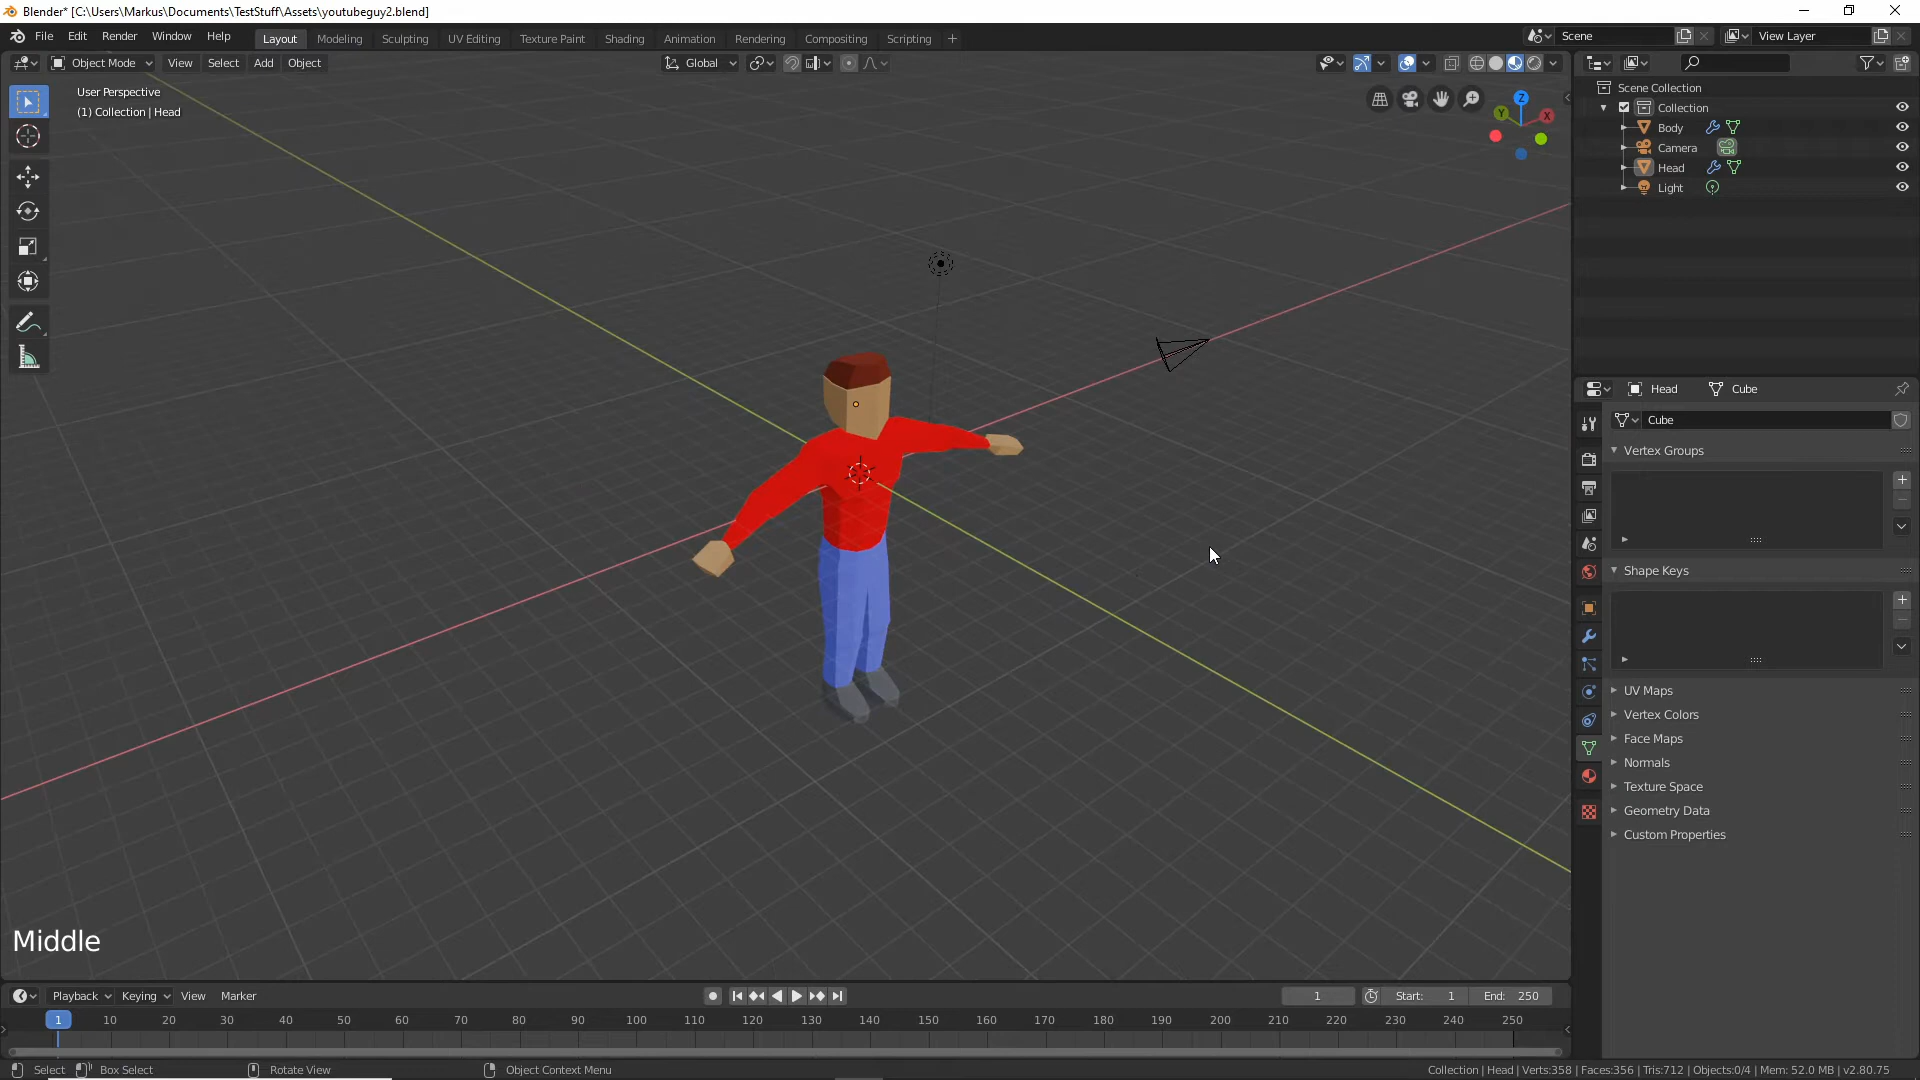 Blender* [C:\Users\Markus\Documents\TestStuff\Assets\youtubeguy2.blend]
File Edit Render Window Help Layout Modeling Sculpting UV Editing Texture Paint Shading Animation Rendering Compositing Scripting + Scene View Layer
Object Mode View Select Add Object Global
User Perspective
(1) Collection | Head
Z
Y
X
Scene Collection
Collection
Body
Camera
Head
Light
Head Cube
Cube
Vertex Groups
Shape Keys
UV Maps
Vertex Colors
Face Maps
Normals
Texture Space
Geometry Data
Custom Properties
Middle
Playback Keying View Marker 1 Start: 1 End: 250
1 10 20 30 40 50 60 70 80 90 100 110 120 130 140 150 160 170 180 190 200 210 220 230 240 250
Select Box Select Rotate View Object Context Menu Collection | Head | Verts:358 | Faces:356 | Tris:712 | Objects:0/4 | Mem: 52.0 MB | v2.80.75